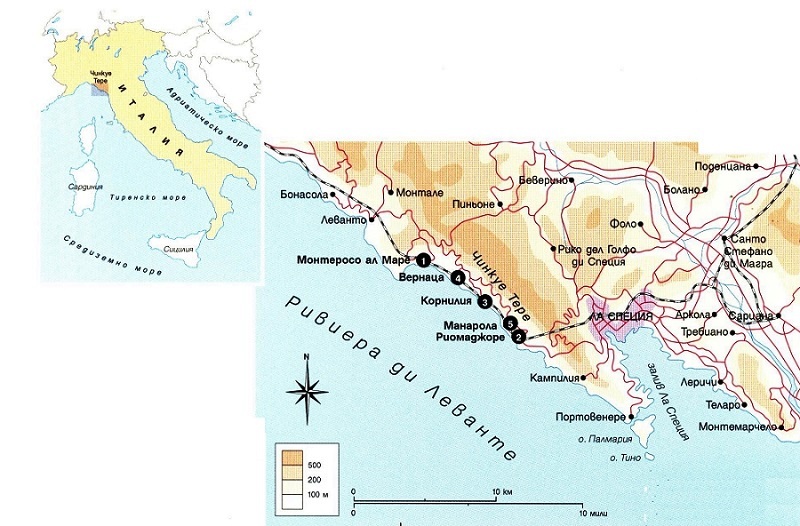 Чинкуе
Тере
ИТАЛИЯ
Адриатическо море
Сардиния
Тиренско море
Сицилия
Средиземно море
Поденцана
Беверино
Болано
Бонасола
Монтале
Пиньоне
Леванто
Фоло
Санто
Стефано
ди Магра
Рико дел Голфо
ди Специя
Монтеросо ал Маре
1
Чинкуе Тере
Вернаца
4
Корнилия
3
Манарола
5
Риомаджоре
2
ЛА СПЕЦИЯ
Аркола
Сарцана
Требиано
Ривиера ди Леванте
залив Ла Специя
N
Кампилия
Леричи
Теларо
Портовенере
Монтемарчело
о. Палмария
о. Тино
500
200
100 м
0
10 км
0
10 мили